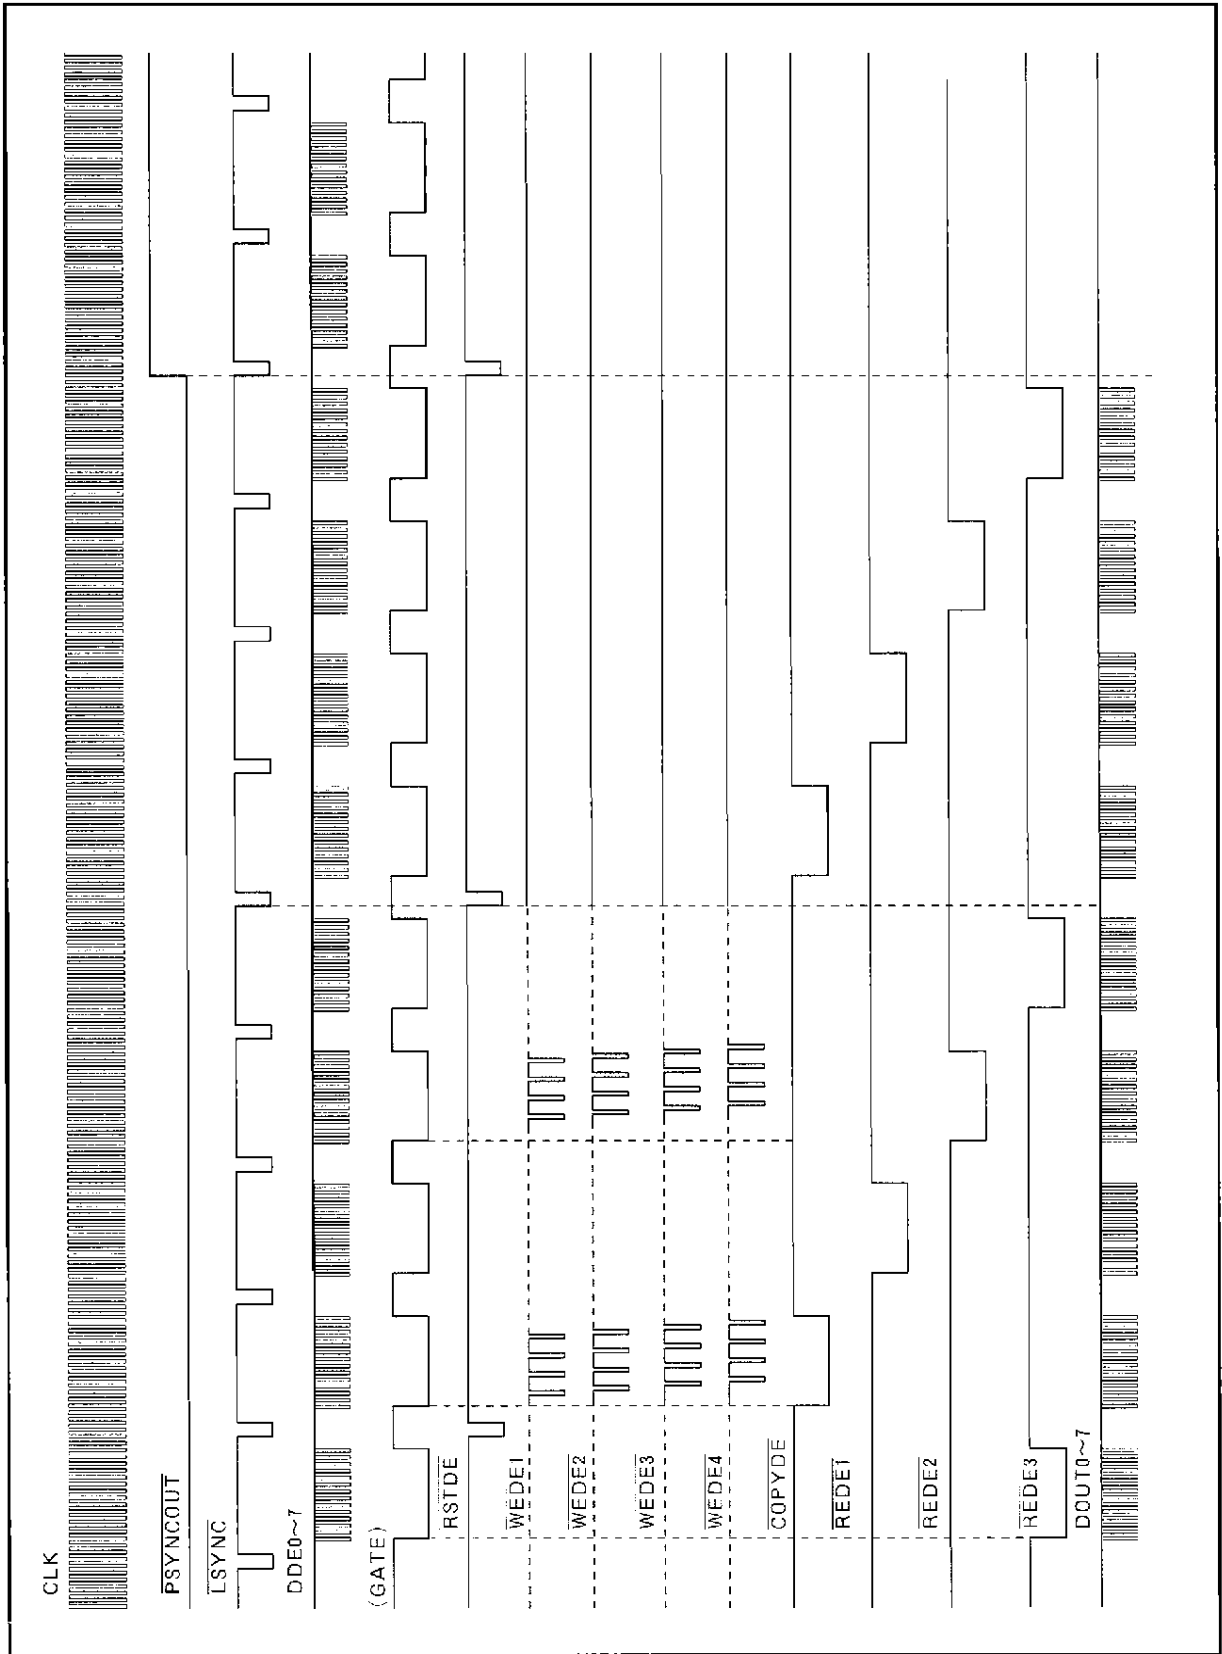 CLK
PSYNCOUT
LSYNC
DDE0~7
(GATE)
RSTDE
WEDE1
WEDE2
WEDE3
WEDE4
COPYDE
REDE1
REDE2
REDE3
DOUT0~7